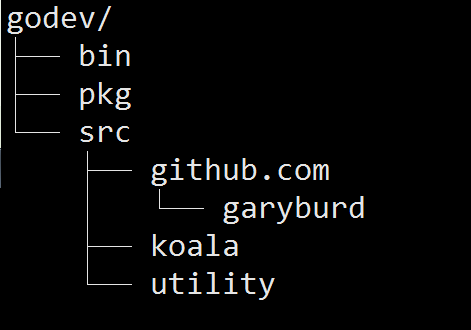 godev/
bin
pkg
src
github.com
garyburd
koala
utility